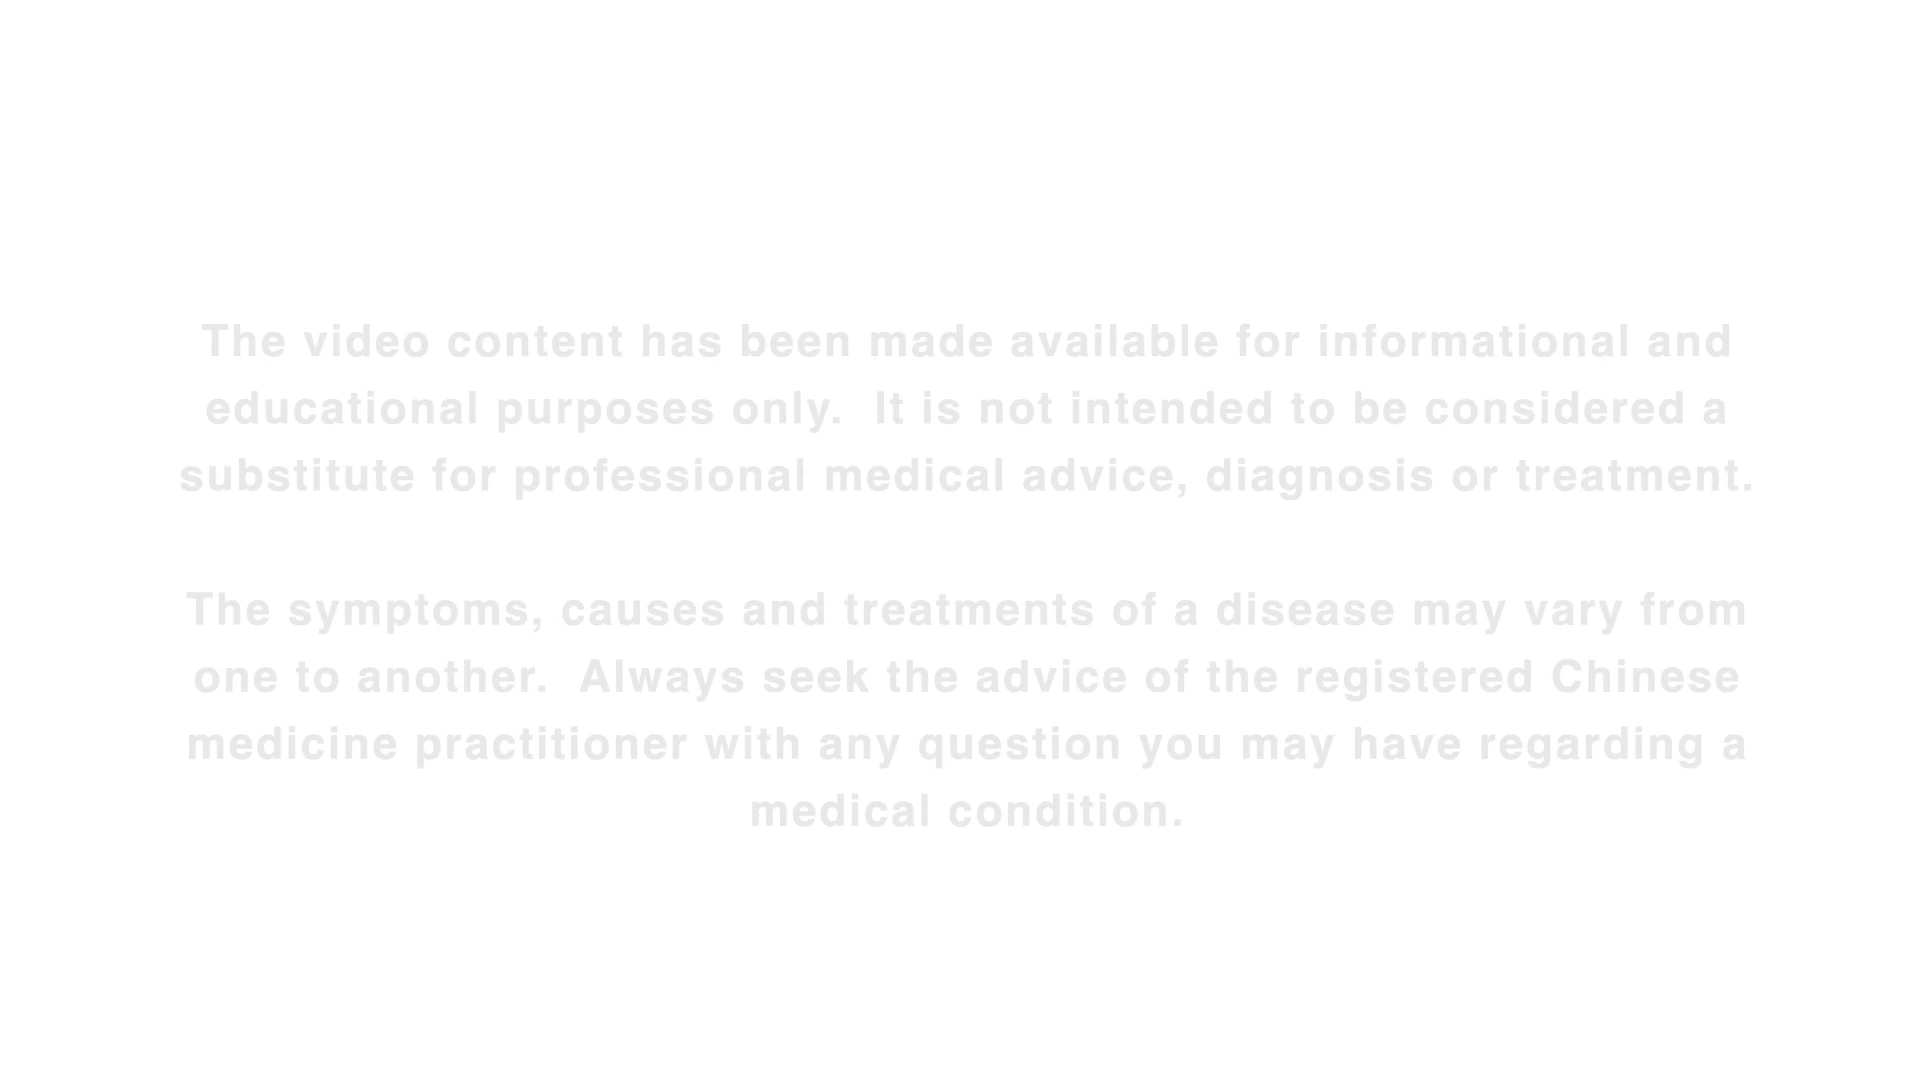 The video content has been made available for informational and
educational purposes only.  It is not intended to be considered a
substitute for professional medical advice, diagnosis or treatment.
The symptoms, causes and treatments of a disease may vary from
one to another.  Always seek the advice of the registered Chinese
medicine practitioner with any question you may have regarding a
medical condition.